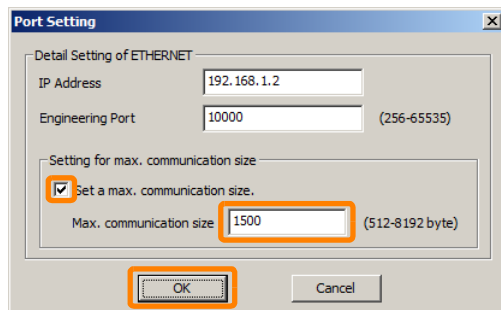 Port Setting
Detail Setting of ETHERNET
IP Address 192.168.1.2
Engineering Port 10000 (256-65535)
Setting for max. communication size
Set a max. communication size.
Max. communication size 1500 (512-8192 byte)
OK Cancel